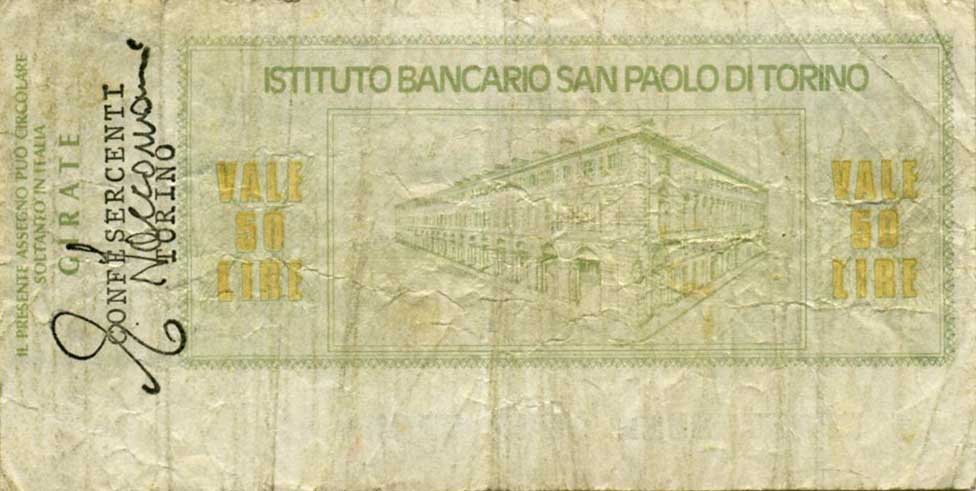 ISTITUTO BANCARIO SAN PAOLO DI TORINO
VALE
50
LIRE
VALE
50
LIRE
IL PRESENTE ASSEGNO PUÒ CIRCOLARE
SOLTANTO IN ITALIA
GIRATE
CONFESERCENTI
TORINO